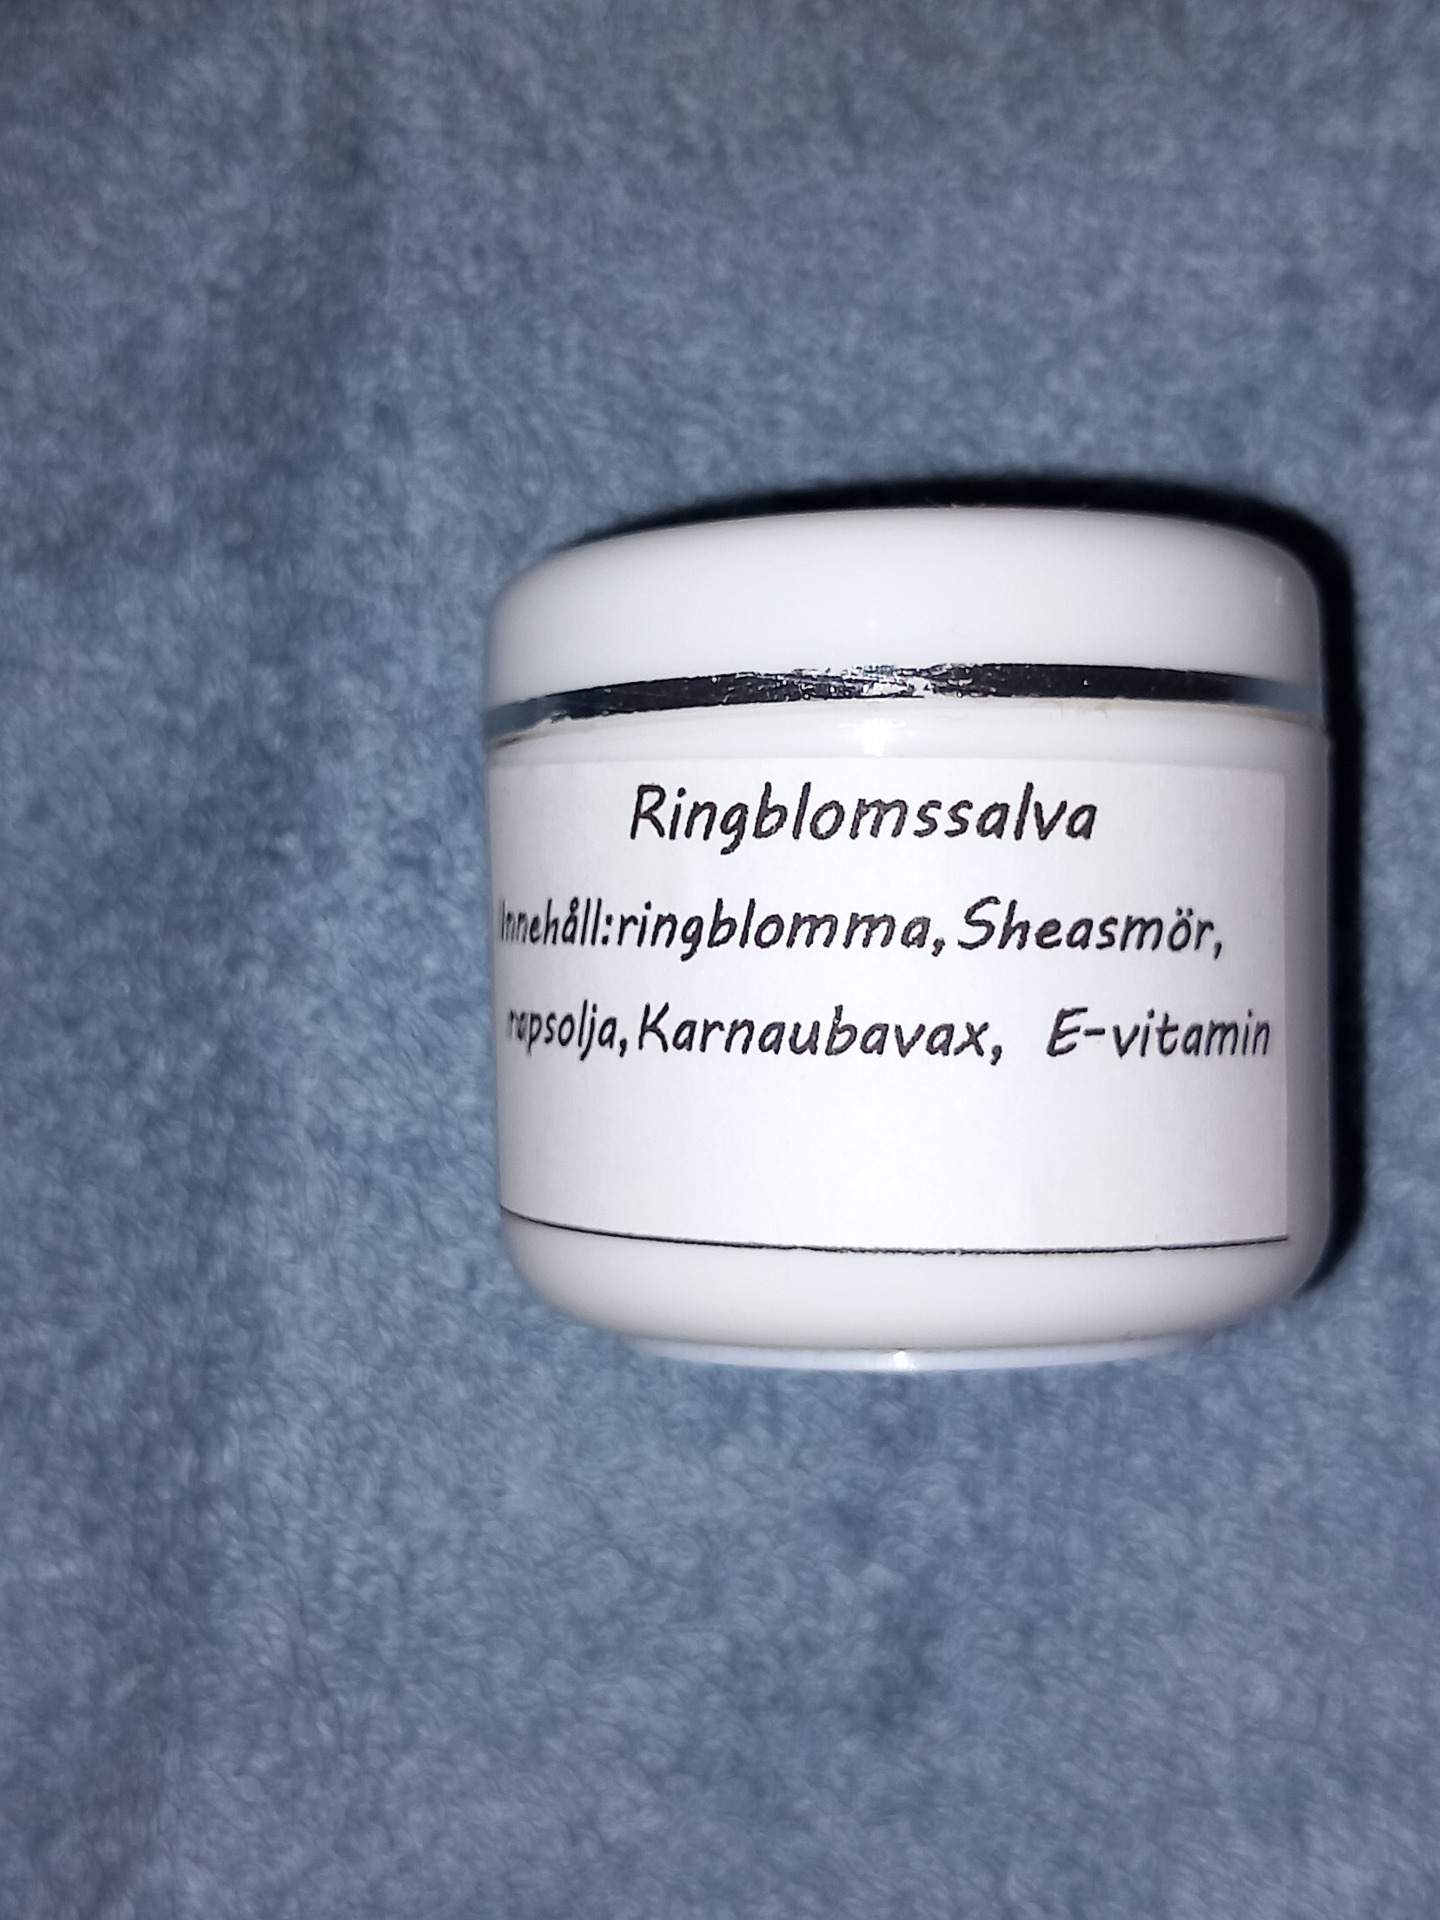 Ringblomssalva
Innehåll:ringblomma, Sheasmör,
rapsolja, Karnaubavax, E-vitamin